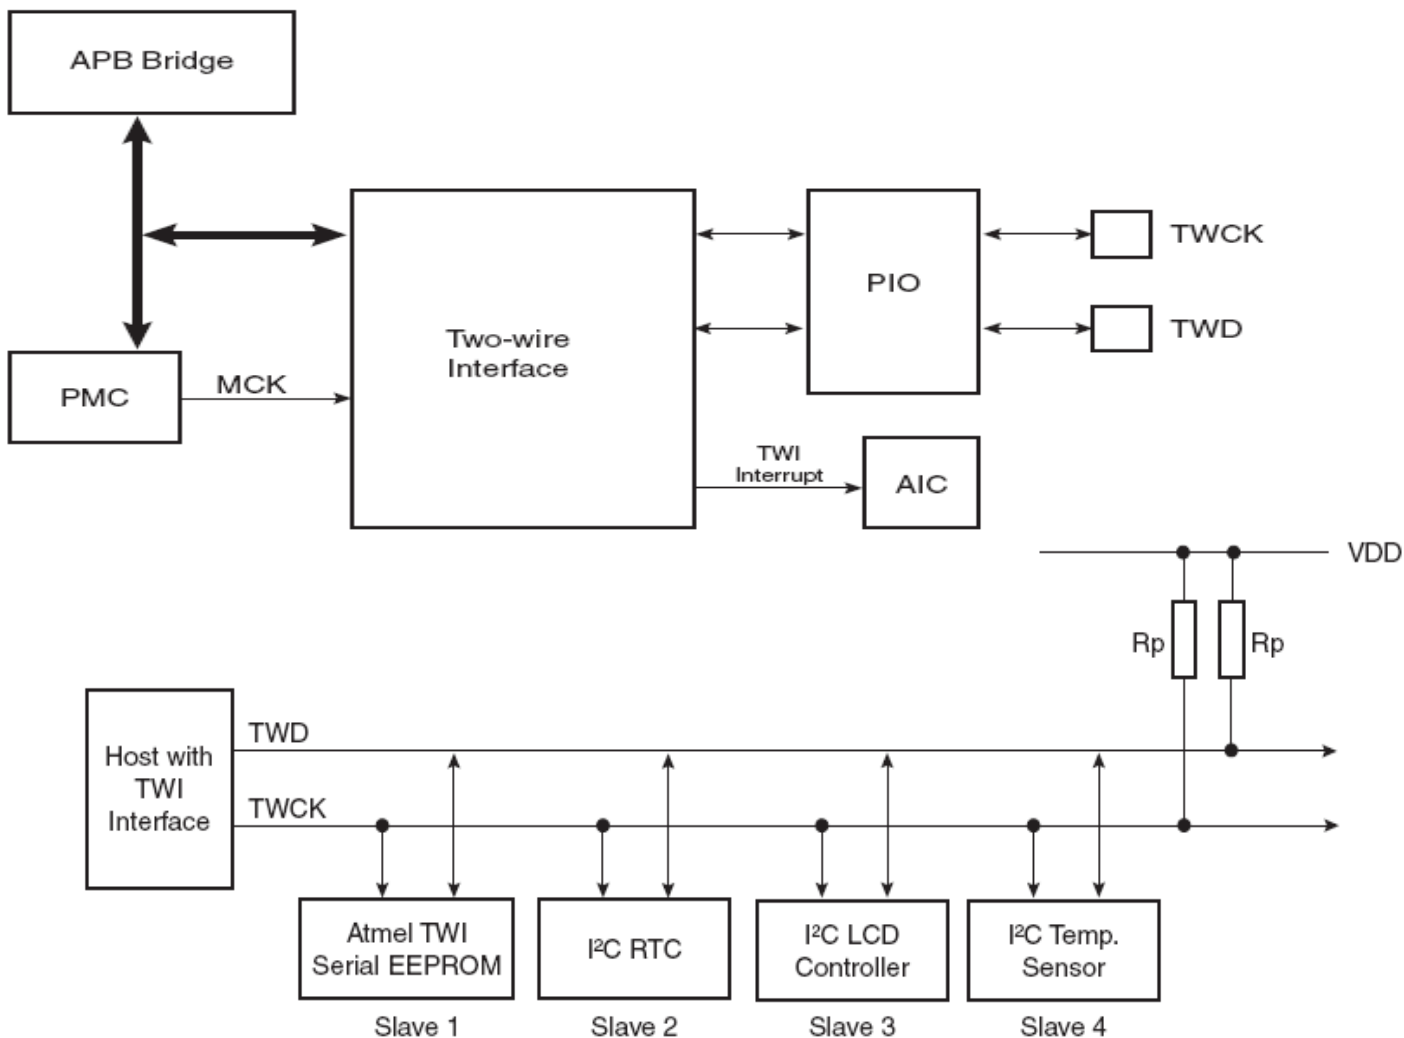 APB Bridge
PMC
MCK
Two-wire
Interface
PIO
TWCK
TWD
TWI
Interrupt
AIC
VDD
Rp
Rp
Host with
TWI
Interface
TWD
TWCK
Atmel TWI
Serial EEPROM
Slave 1
I²C RTC
Slave 2
I²C LCD
Controller
Slave 3
I²C Temp.
Sensor
Slave 4